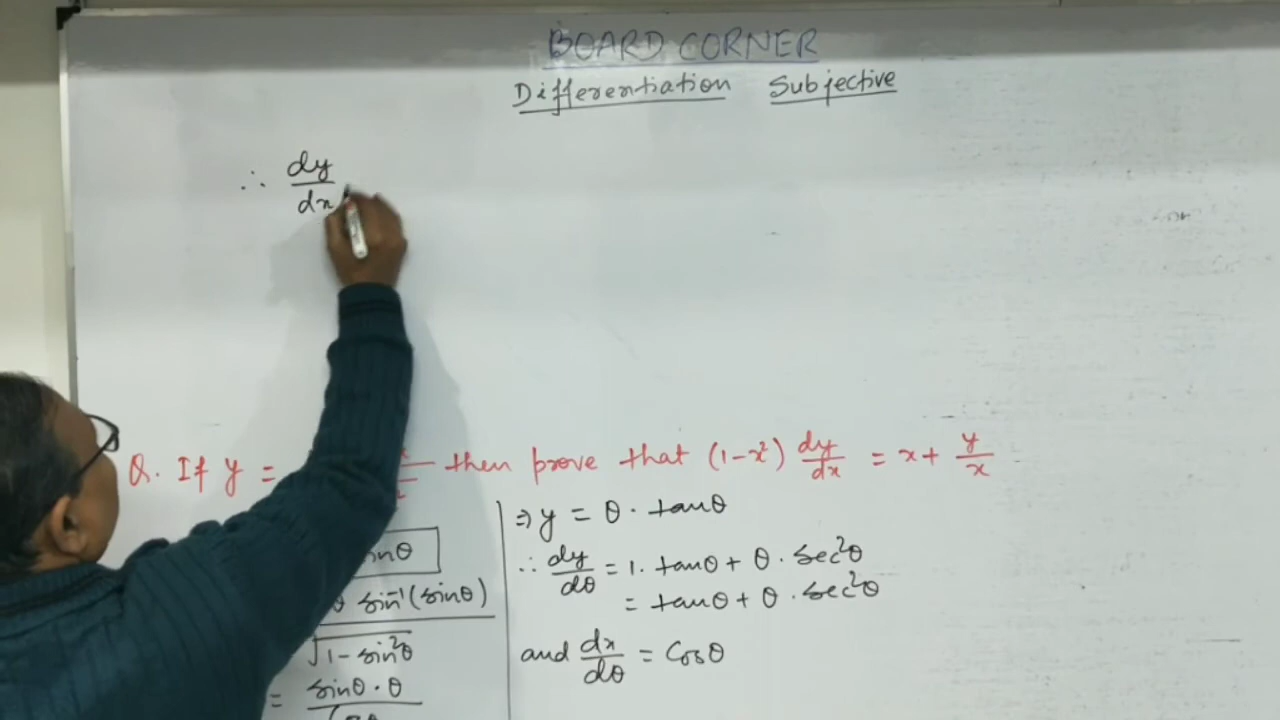 BOARD CORNER
Differentiation Subjective
∴ dy/dx
Q. If y = then prove that (1-x²) dy/dx = x + y/x
sinθ
θ sin⁻¹(sinθ)
√1-sin²θ
= sinθ·θ
⇒ y = θ · tanθ
∴ dy/dθ = 1. tanθ + θ · sec²θ
= tanθ + θ · sec²θ
and dx/dθ = Cosθ